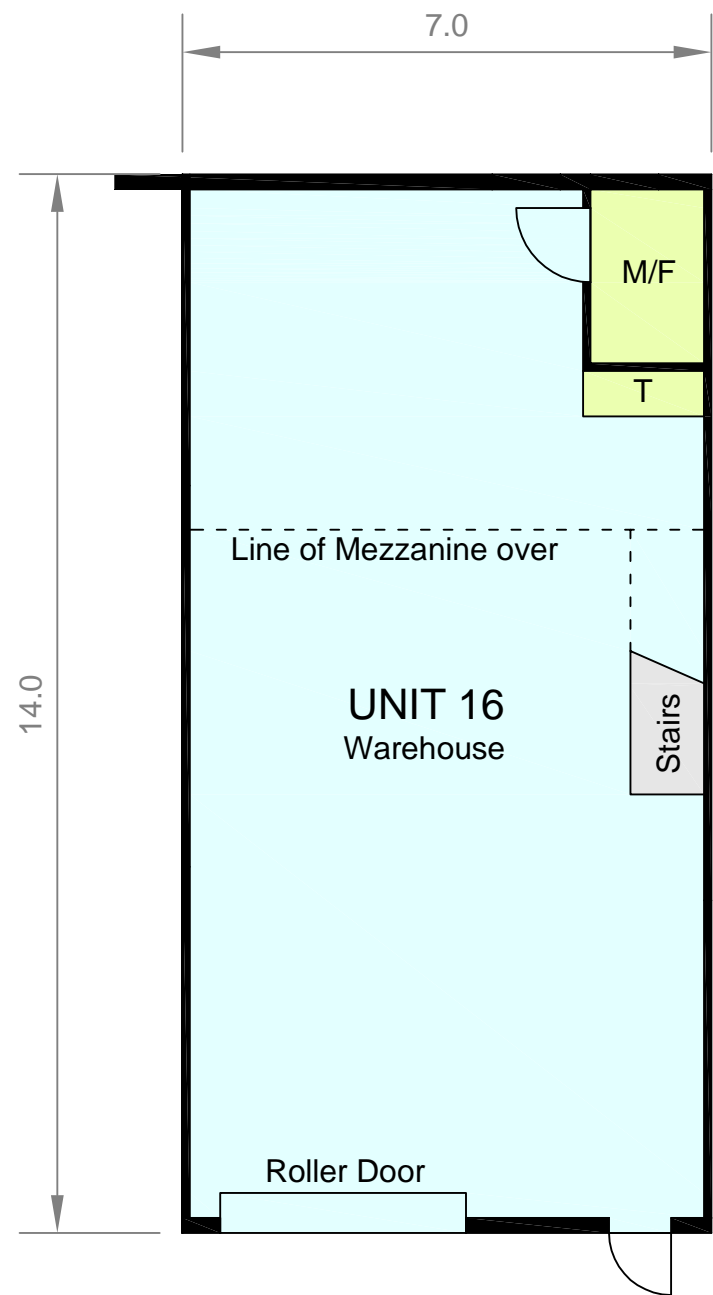 7.0
M/F
T
Line of Mezzanine over
14.0
UNIT 16
Warehouse
Stairs
Roller Door